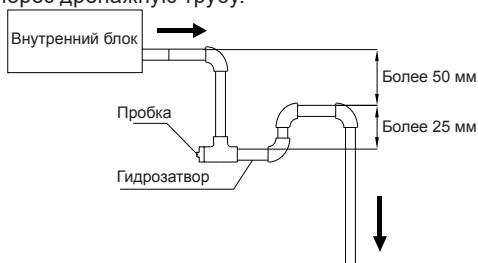 через дренажную трубу.
Внутренний блок
Более 50 мм
Пробка
Более 25 мм
Гидрозатвор